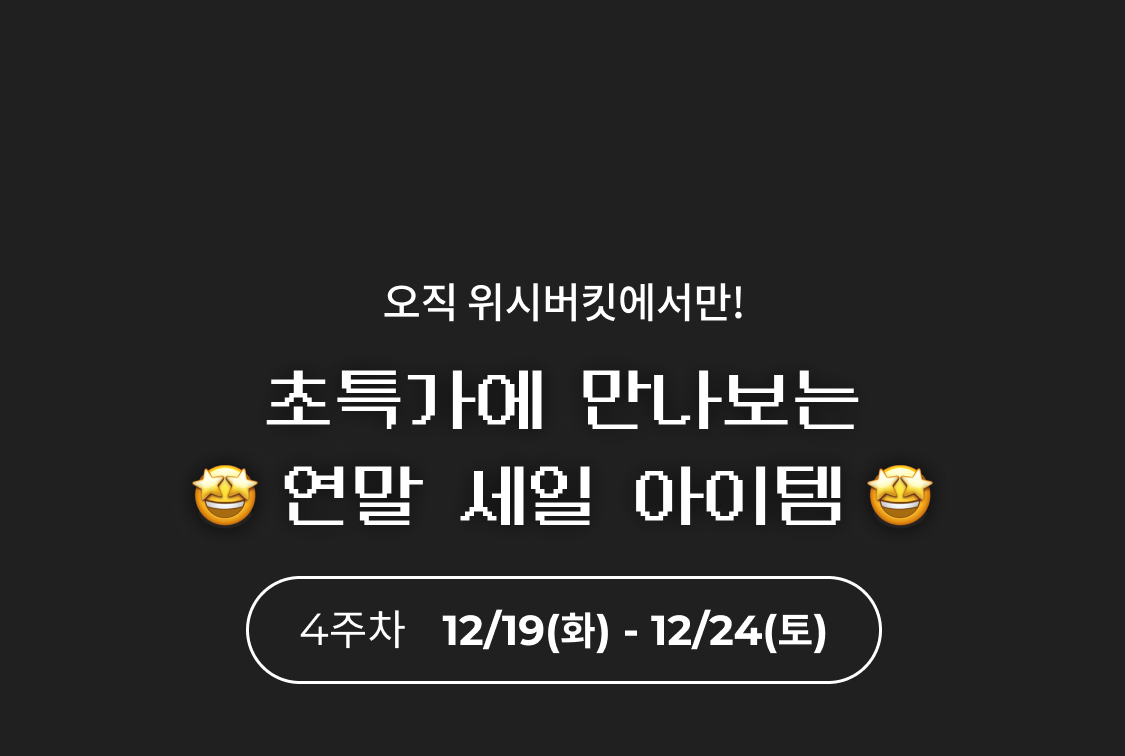 오직 위시버킷에서만!
초특가에 만나보는
🤩 연말 세일 아이템 🤩
4주차 12/19(화) - 12/24(토)